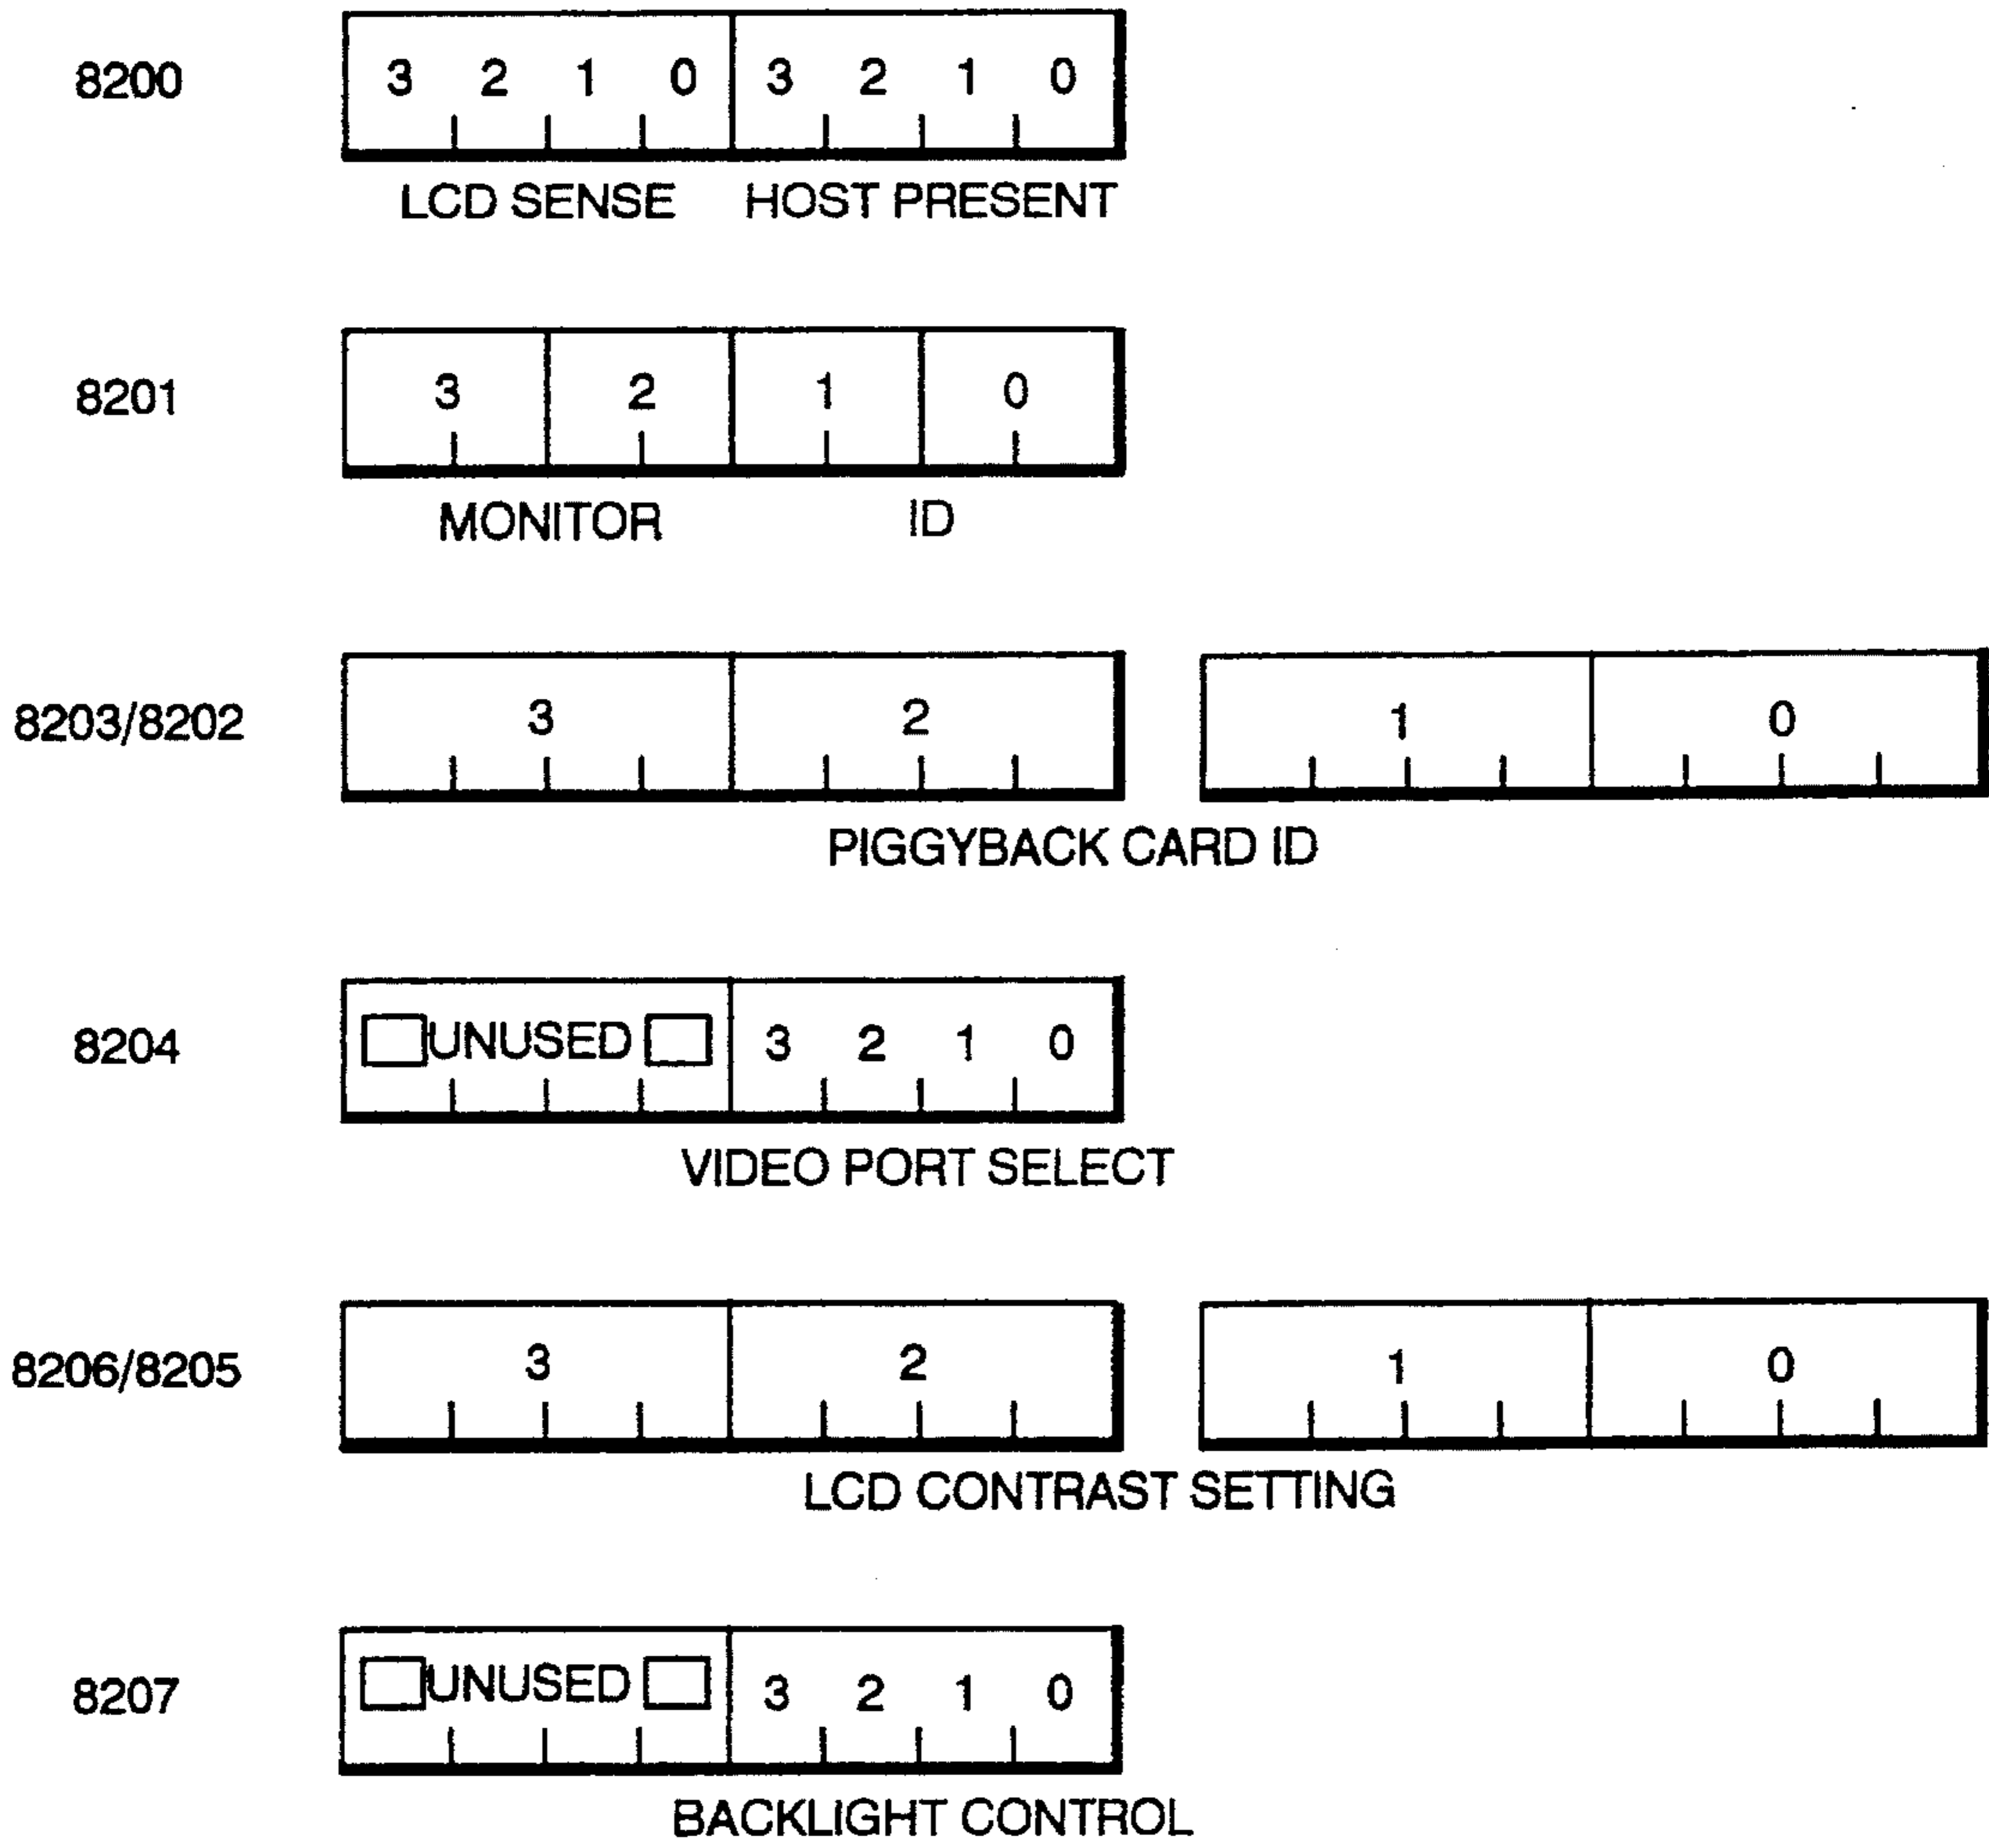 8200 3 2 1 0 3 2 1 0
LCD SENSE HOST PRESENT
8201 3 2 1 0
MONITOR ID
8203/8202 3 2 1 0
PIGGYBACK CARD ID
8204 UNUSED 3 2 1 0
VIDEO PORT SELECT
8206/8205 3 2 1 0
LCD CONTRAST SETTING
8207 UNUSED 3 2 1 0
BACKLIGHT CONTROL